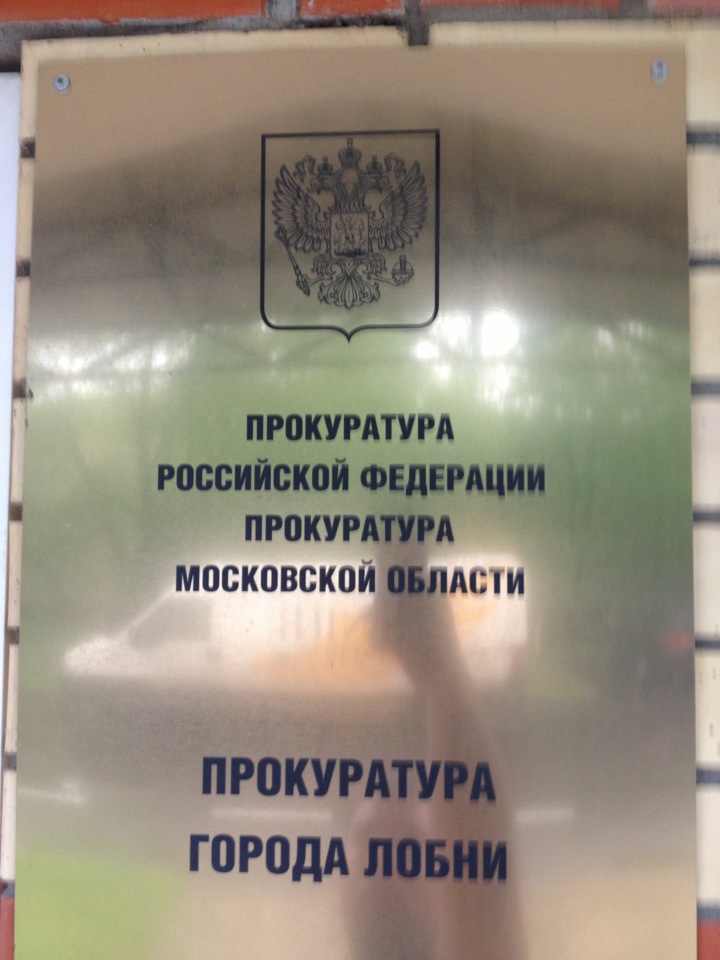 ПРОКУРАТУРА
РОССИЙСКОЙ ФЕДЕРАЦИИ
ПРОКУРАТУРА
МОСКОВСКОЙ ОБЛАСТИ
ПРОКУРАТУРА
ГОРОДА ЛОБНИ